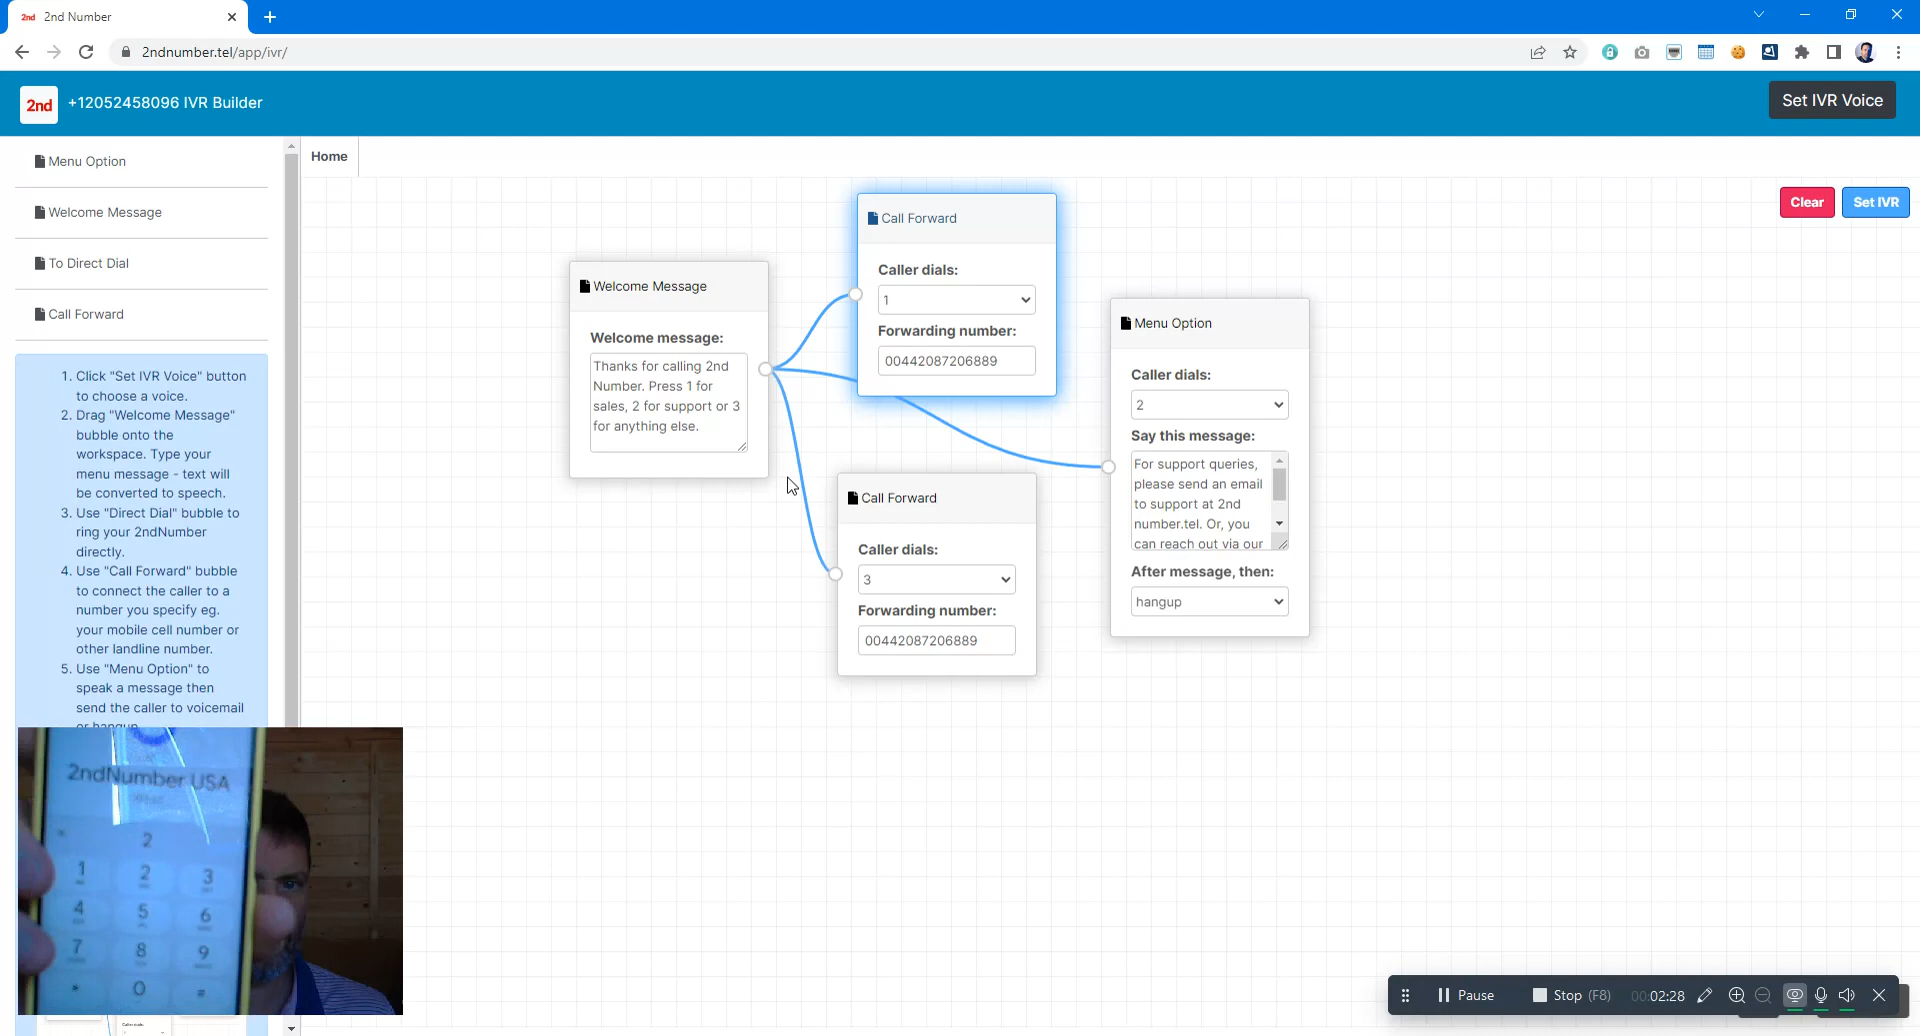 2nd 2nd Number
2ndnumber.tel/app/ivr/
2nd +12052458096 IVR Builder
Set IVR Voice
Menu Option
Welcome Message
To Direct Dial
Call Forward
1. Click "Set IVR Voice" button
to choose a voice.
2. Drag "Welcome Message"
bubble onto the
workspace. Type your
menu message - text will
be converted to speech.
3. Use "Direct Dial" bubble to
ring your 2ndNumber
directly.
4. Use "Call Forward" bubble
to connect the caller to a
number you specify eg.
your mobile cell number or
other landline number.
5. Use "Menu Option" to
speak a message then
send the caller to voicemail
or hangup
Home
Clear
Set IVR
Welcome Message
Welcome message:
Thanks for calling 2nd
Number. Press 1 for
sales, 2 for support or 3
for anything else.
Call Forward
Caller dials:
1
Forwarding number:
00442087206889
Call Forward
Caller dials:
3
Forwarding number:
00442087206889
Menu Option
Caller dials:
2
Say this message:
For support queries,
please send an email
to support at 2nd
number.tel. Or, you
can reach out via our
After message, then:
hangup
2ndNumber USA
2
1 2 3
4 5 6
7 8 9
* 0 #
Pause
Stop (F8)
00:02:28